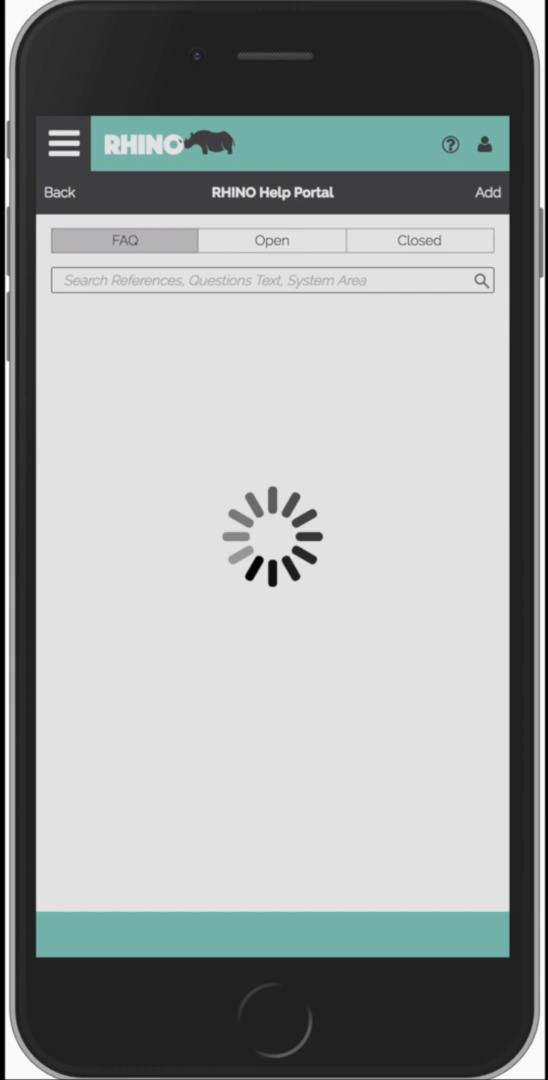 RHINO
Back RHINO Help Portal Add
FAQ Open Closed
Search References, Questions Text, System Area